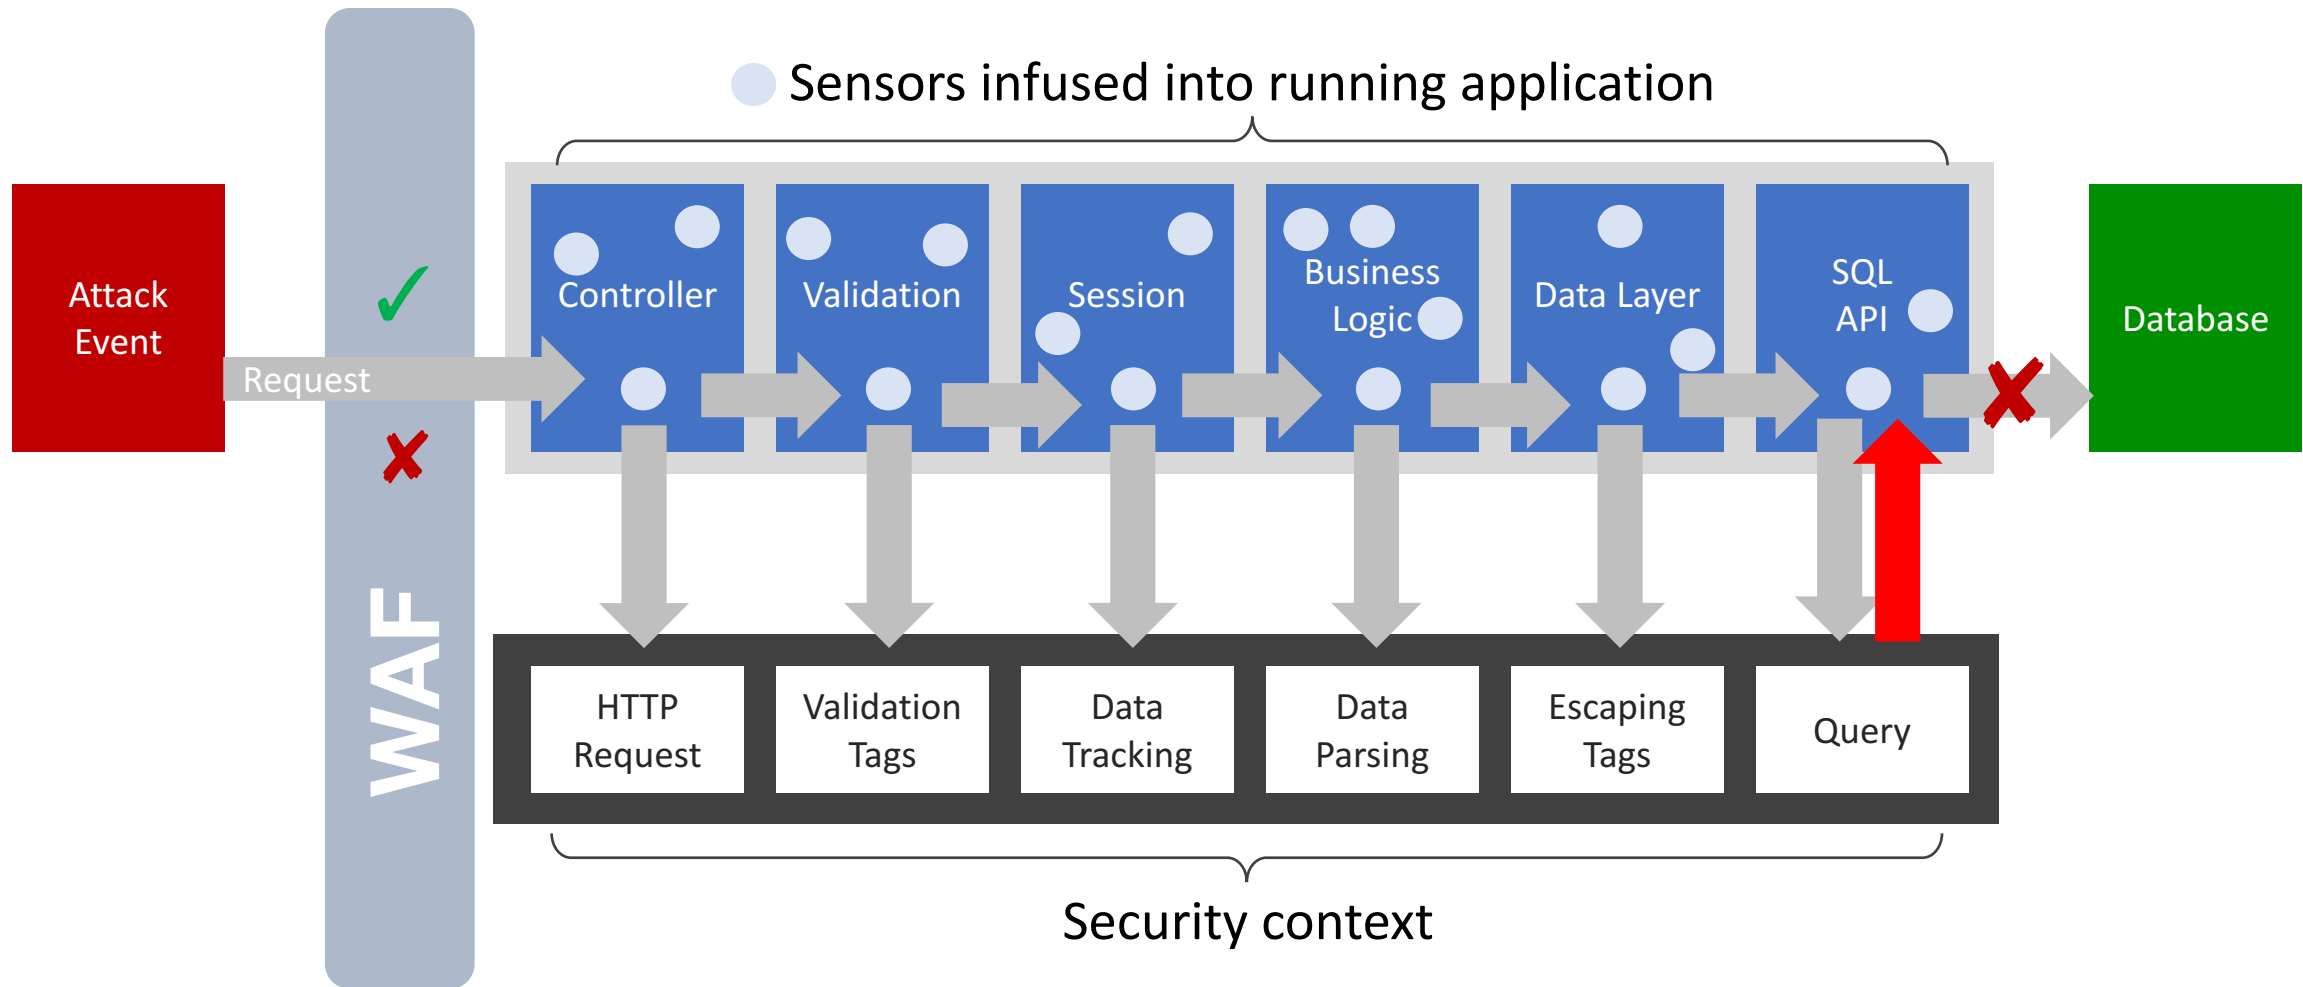 Sensors infused into running application
Attack
Event
Request
WAF
Controller
Validation
Session
Business
Logic
Data Layer
SQL
API
Database
HTTP
Request
Validation
Tags
Data
Tracking
Data
Parsing
Escaping
Tags
Query
Security context